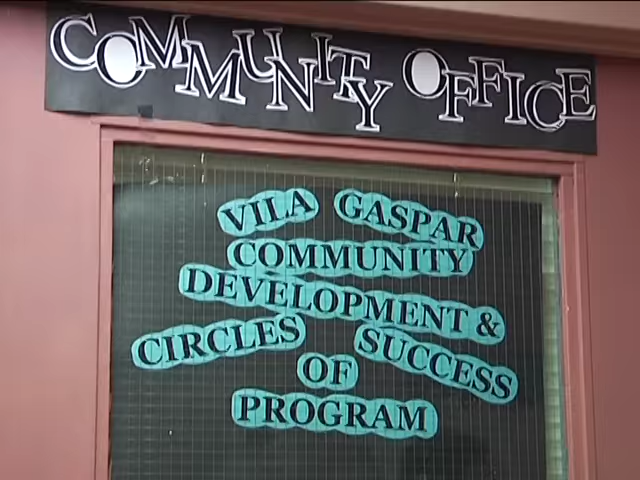 COMMUNITY OFFICE
VILA GASPAR
COMMUNITY
DEVELOPMENT &
CIRCLES SUCCESS
OF
PROGRAM